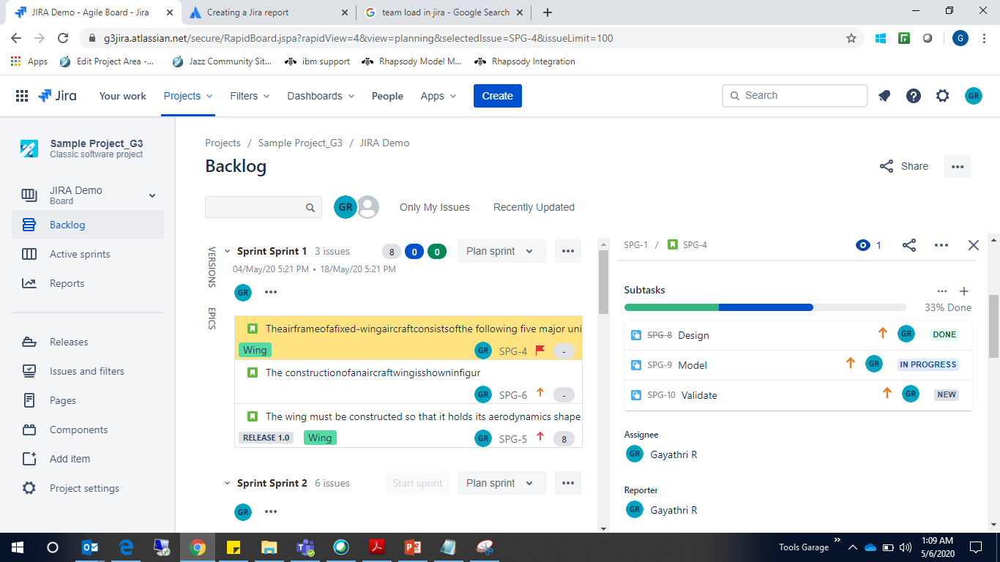 JIRA Demo - Agile Board - Jira
Creating a Jira report
team load in jira - Google Search
g3jira.atlassian.net/secure/RapidBoard.jspa?rapidView=4&view=planning&selectedIssue=SPG-4&issueLimit=100
G
Apps
Edit Project Area -...
Jazz Community Sit...
ibm support
Rhapsody Model M...
Rhapsody Integration
Jira
Your work
Projects
Filters
Dashboards
People
Apps
Create
Search
GR
Sample Project_G3
Classic software project
JIRA Demo
Board
Backlog
Active sprints
Reports
Releases
Issues and filters
Pages
Components
Add item
Project settings
Projects / Sample Project_G3 / JIRA Demo
Backlog
Share
GR
Only My Issues
Recently Updated
VERSIONS
EPICS
Sprint Sprint 1 3 issues
8 0 0
Plan sprint
04/May/20 5:21 PM • 18/May/20 5:21 PM
GR
Theairframeofafixed-wingaircraftconsistsofthe following five major uni
Wing
GR SPG-4 -
The constructionofanaircraftwingisshowninfigur
GR SPG-6 -
The wing must be constructed so that it holds its aerodynamics shape
RELEASE 1.0 Wing
GR SPG-5 8
Sprint Sprint 2 6 issues
Start sprint
Plan sprint
GR
SPG-1 / SPG-4
1
Subtasks
33% Done
SPG-8 Design GR DONE
SPG-9 Model GR IN PROGRESS
SPG-10 Validate GR NEW
Assignee
GR Gayathri R
Reporter
GR Gayathri R
Tools Garage
1:09 AM
5/6/2020